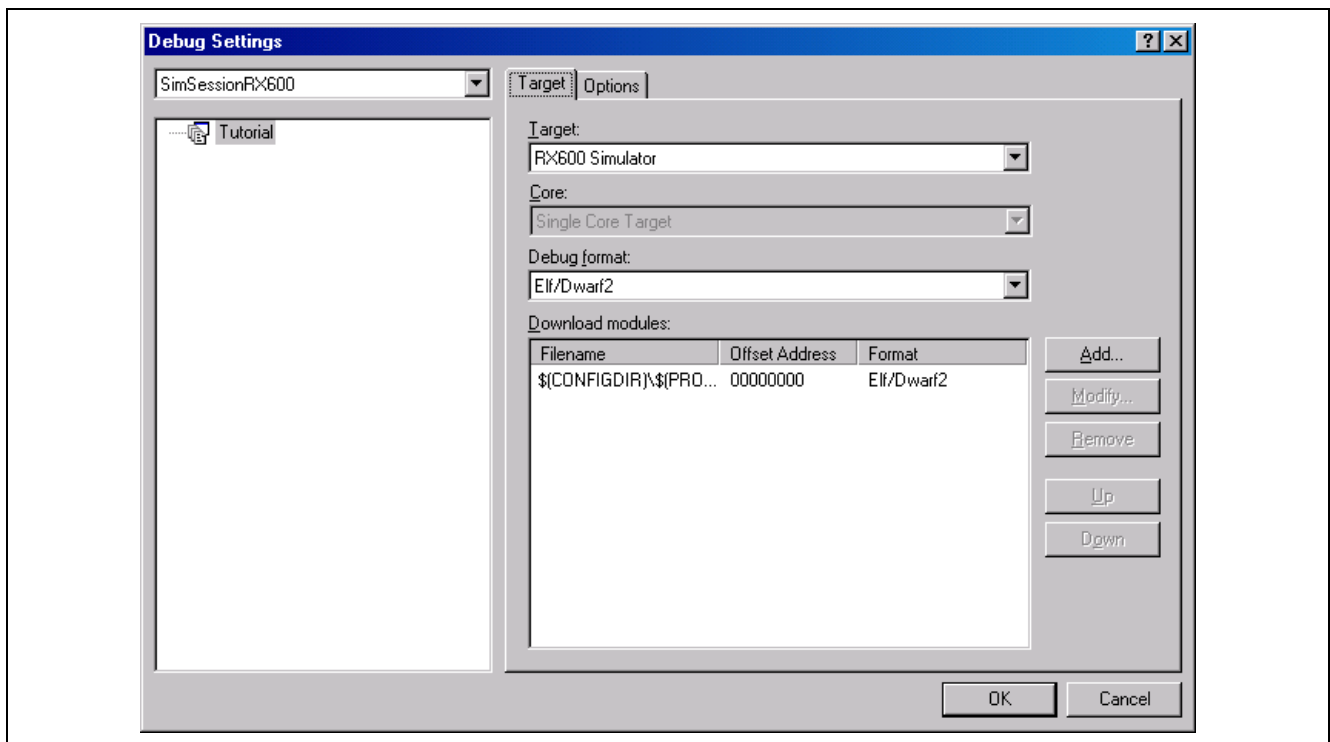 Debug Settings
SimSessionRX600
Tutorial
Target Options
Target:
RX600 Simulator
Core:
Single Core Target
Debug format:
Elf/Dwarf2
Download modules:
Filename Offset Address Format
$(CONFIGDIR)\$(PRO... 00000000 Elf/Dwarf2
Add...
Modify...
Remove
Up
Down
OK Cancel